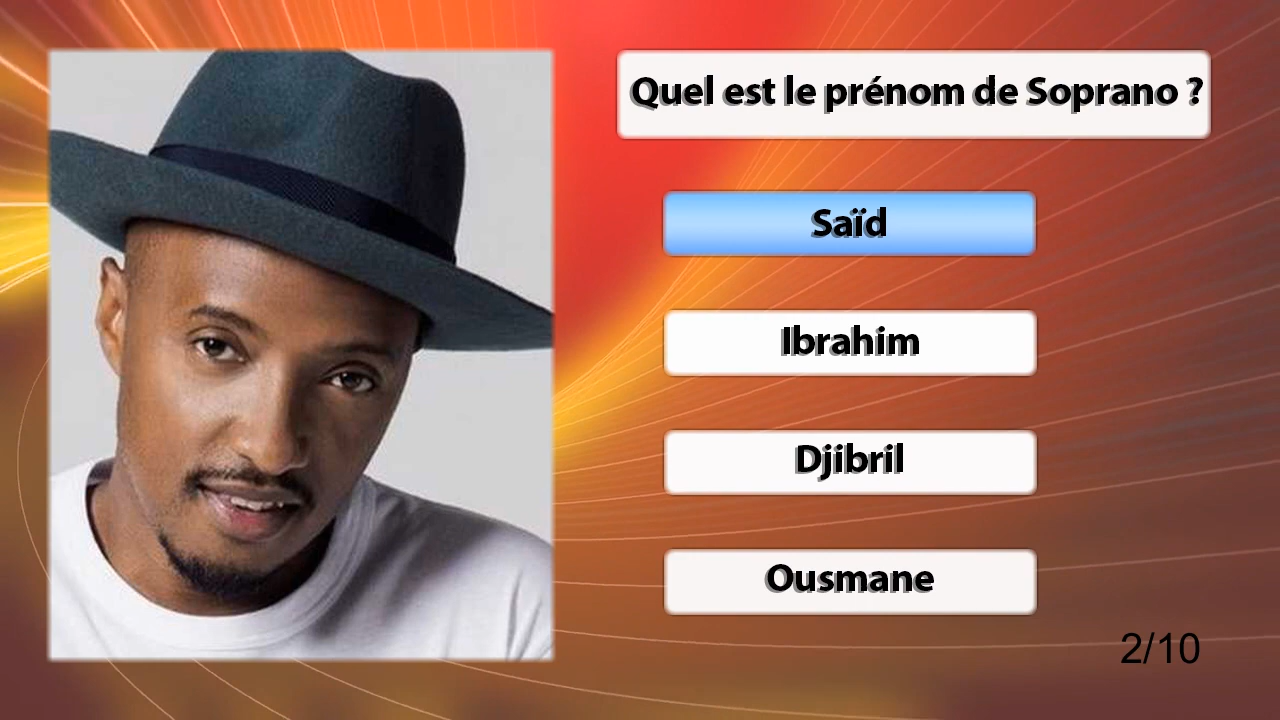 Quel est le prénom de Soprano ?
Saïd
Ibrahim
Djibril
Ousmane
2/10